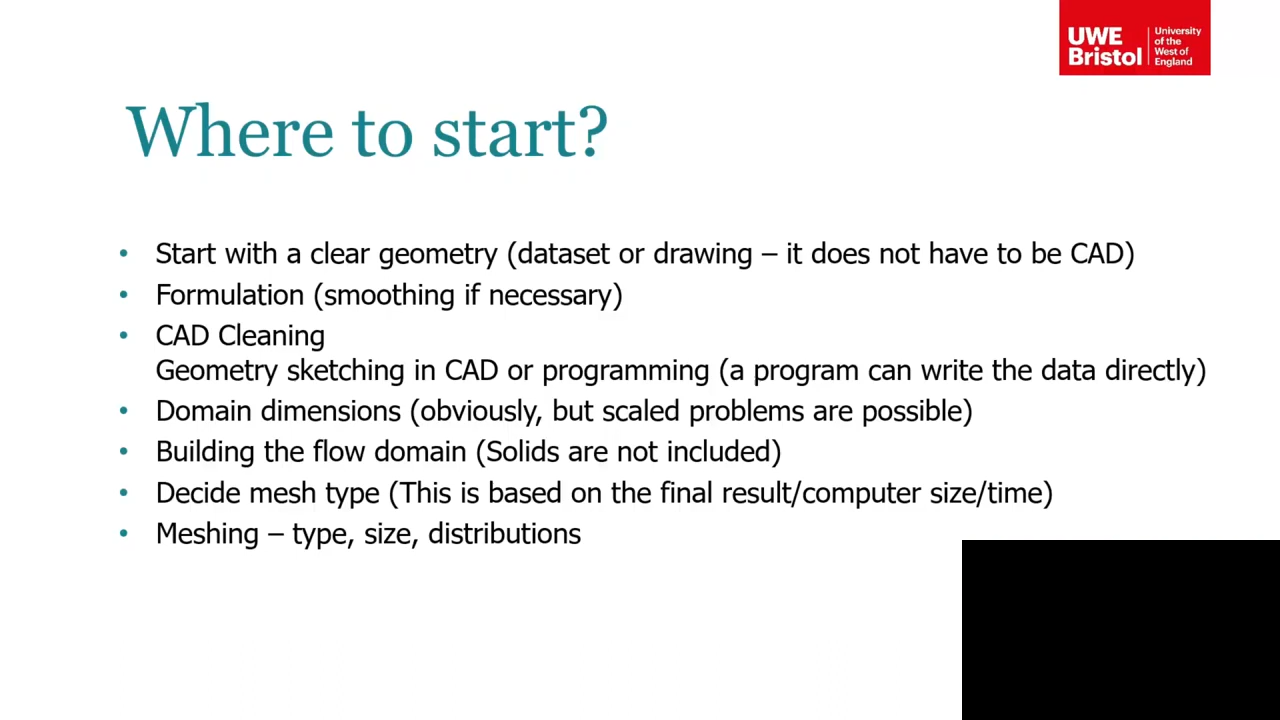 UWE
Bristol
University
of the
West of
England
Where to start?
• Start with a clear geometry (dataset or drawing – it does not have to be CAD)
• Formulation (smoothing if necessary)
• CAD Cleaning
Geometry sketching in CAD or programming (a program can write the data directly)
• Domain dimensions (obviously, but scaled problems are possible)
• Building the flow domain (Solids are not included)
• Decide mesh type (This is based on the final result/computer size/time)
• Meshing – type, size, distributions